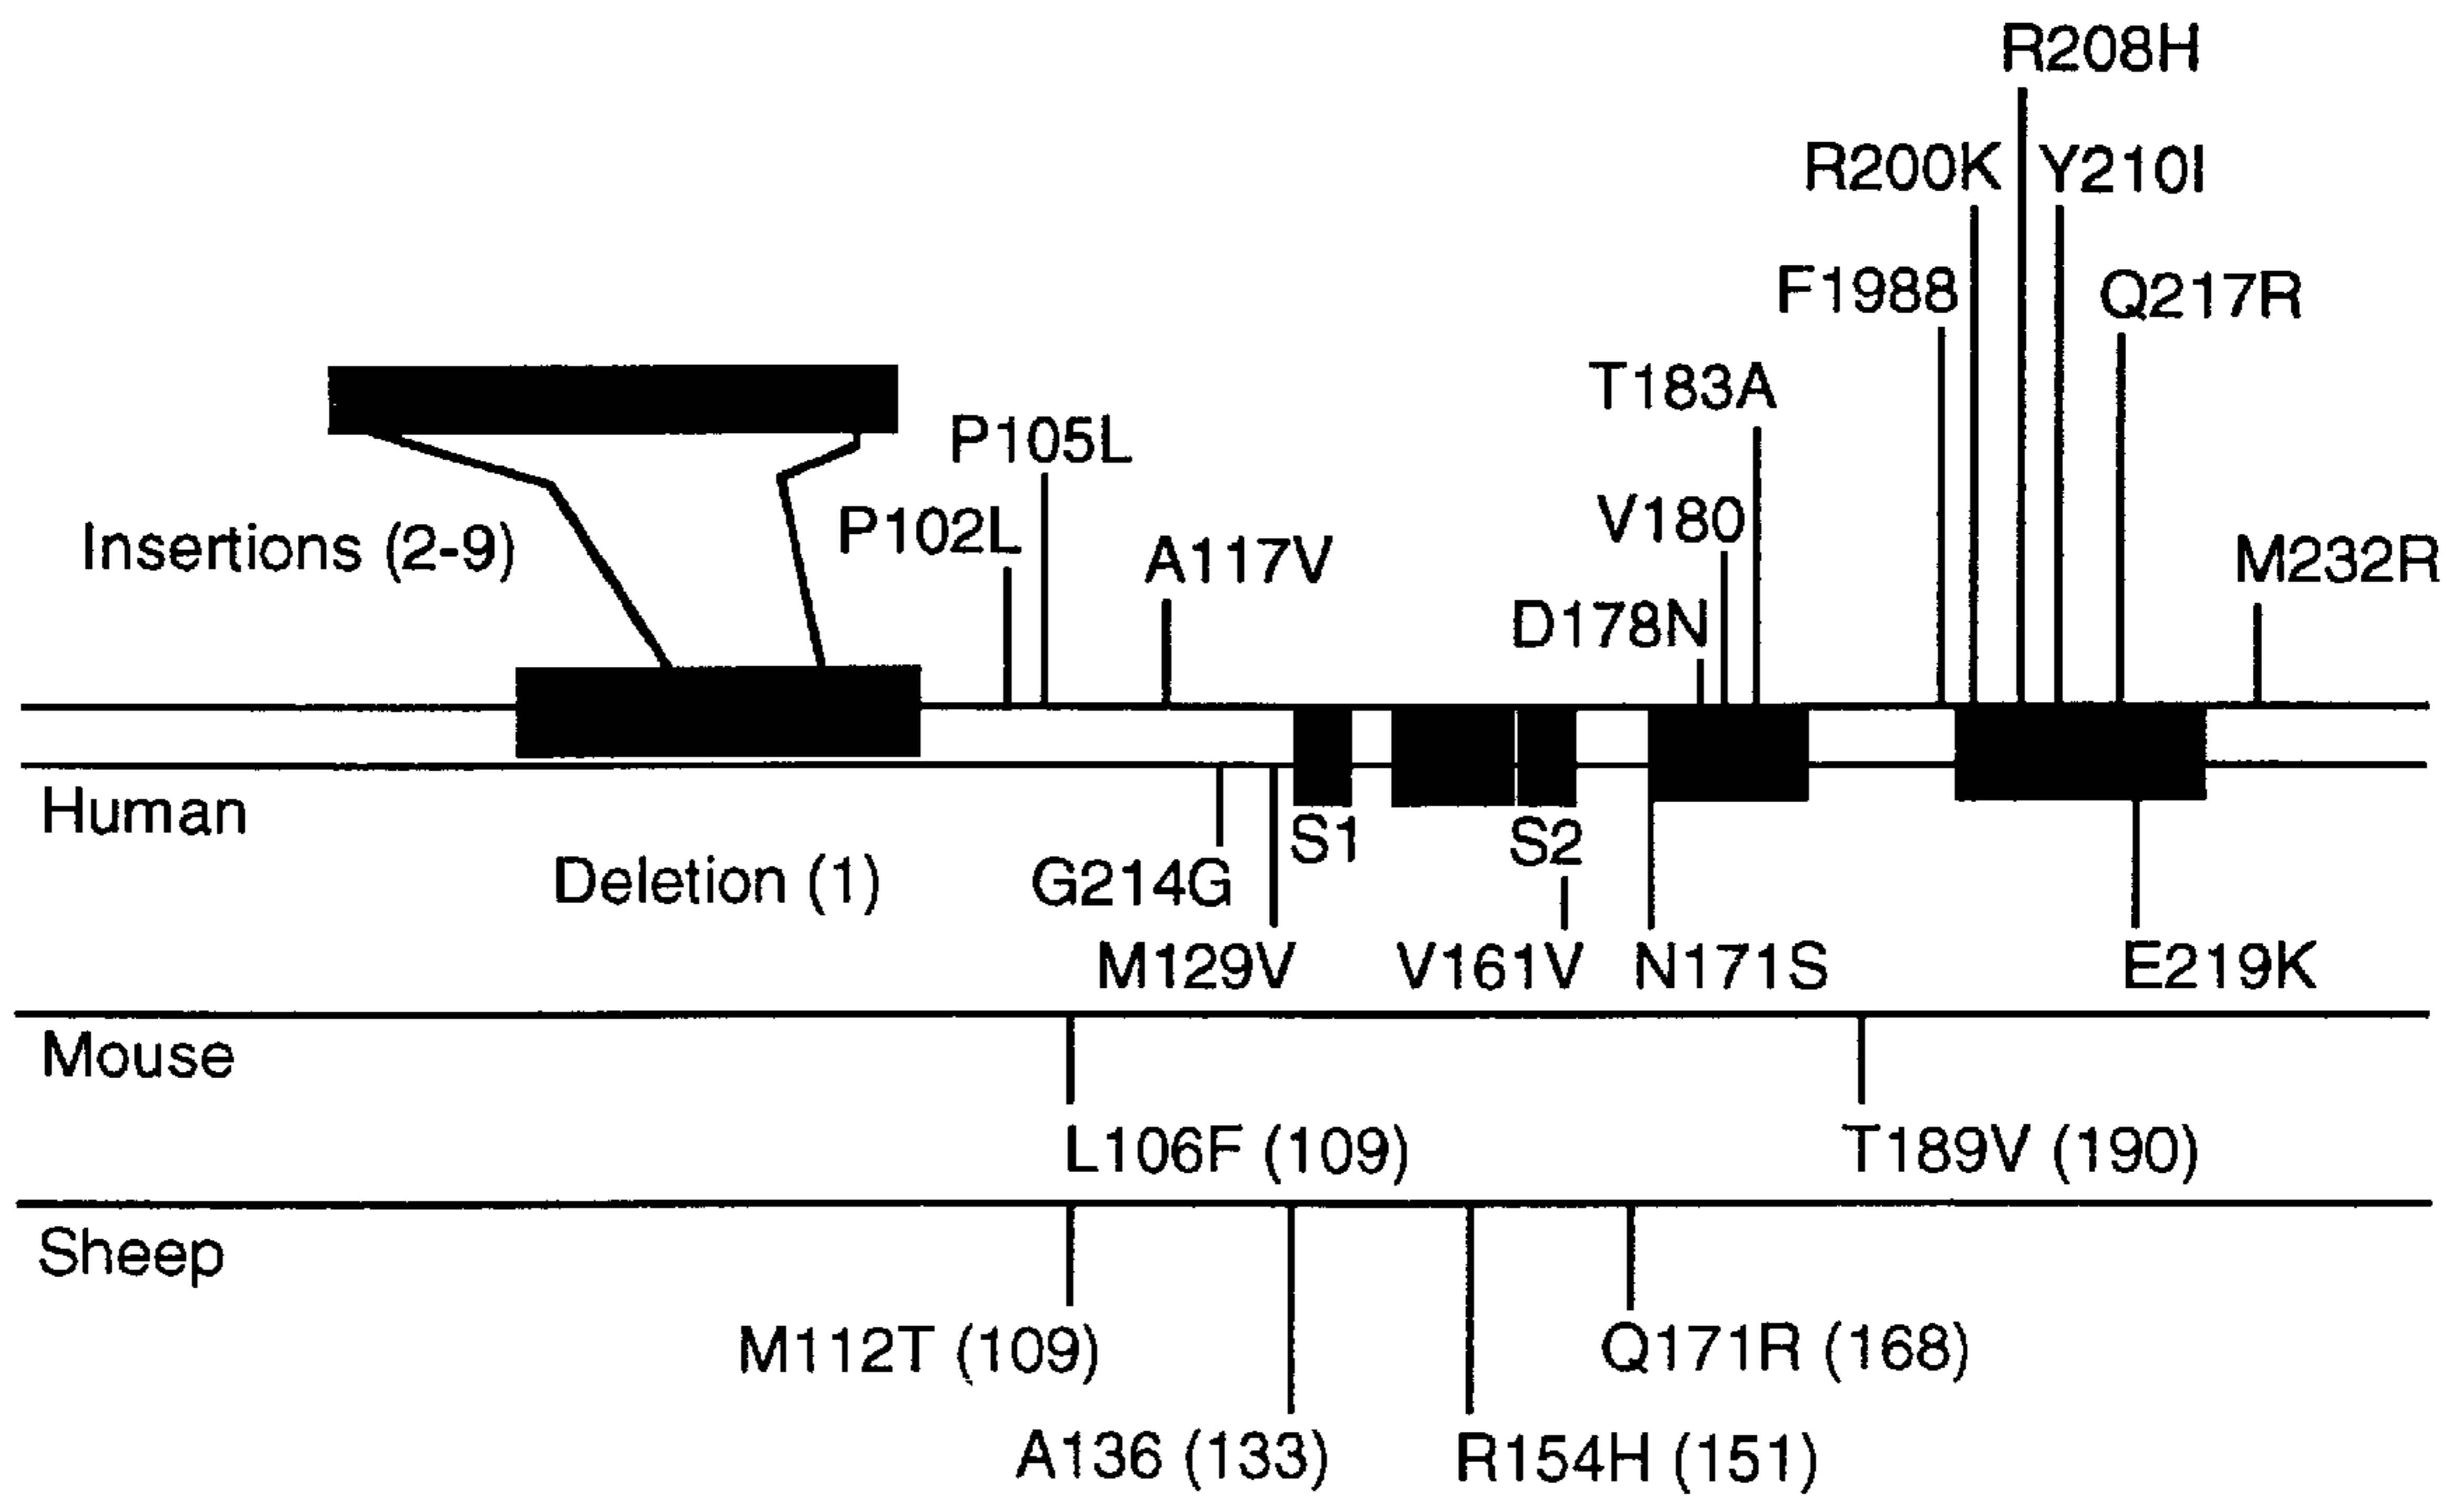 R208H
R200K
Y210I
F1988
Q217R
T183A
P105L
V180
P102L
Insertions (2-9)
A117V
M232R
D178N
Human
S1
S2
Deletion (1)
G214G
M129V
V161V
N171S
E219K
Mouse
L106F (109)
T189V (190)
Sheep
M112T (109)
Q171R (168)
A136 (133)
R154H (151)